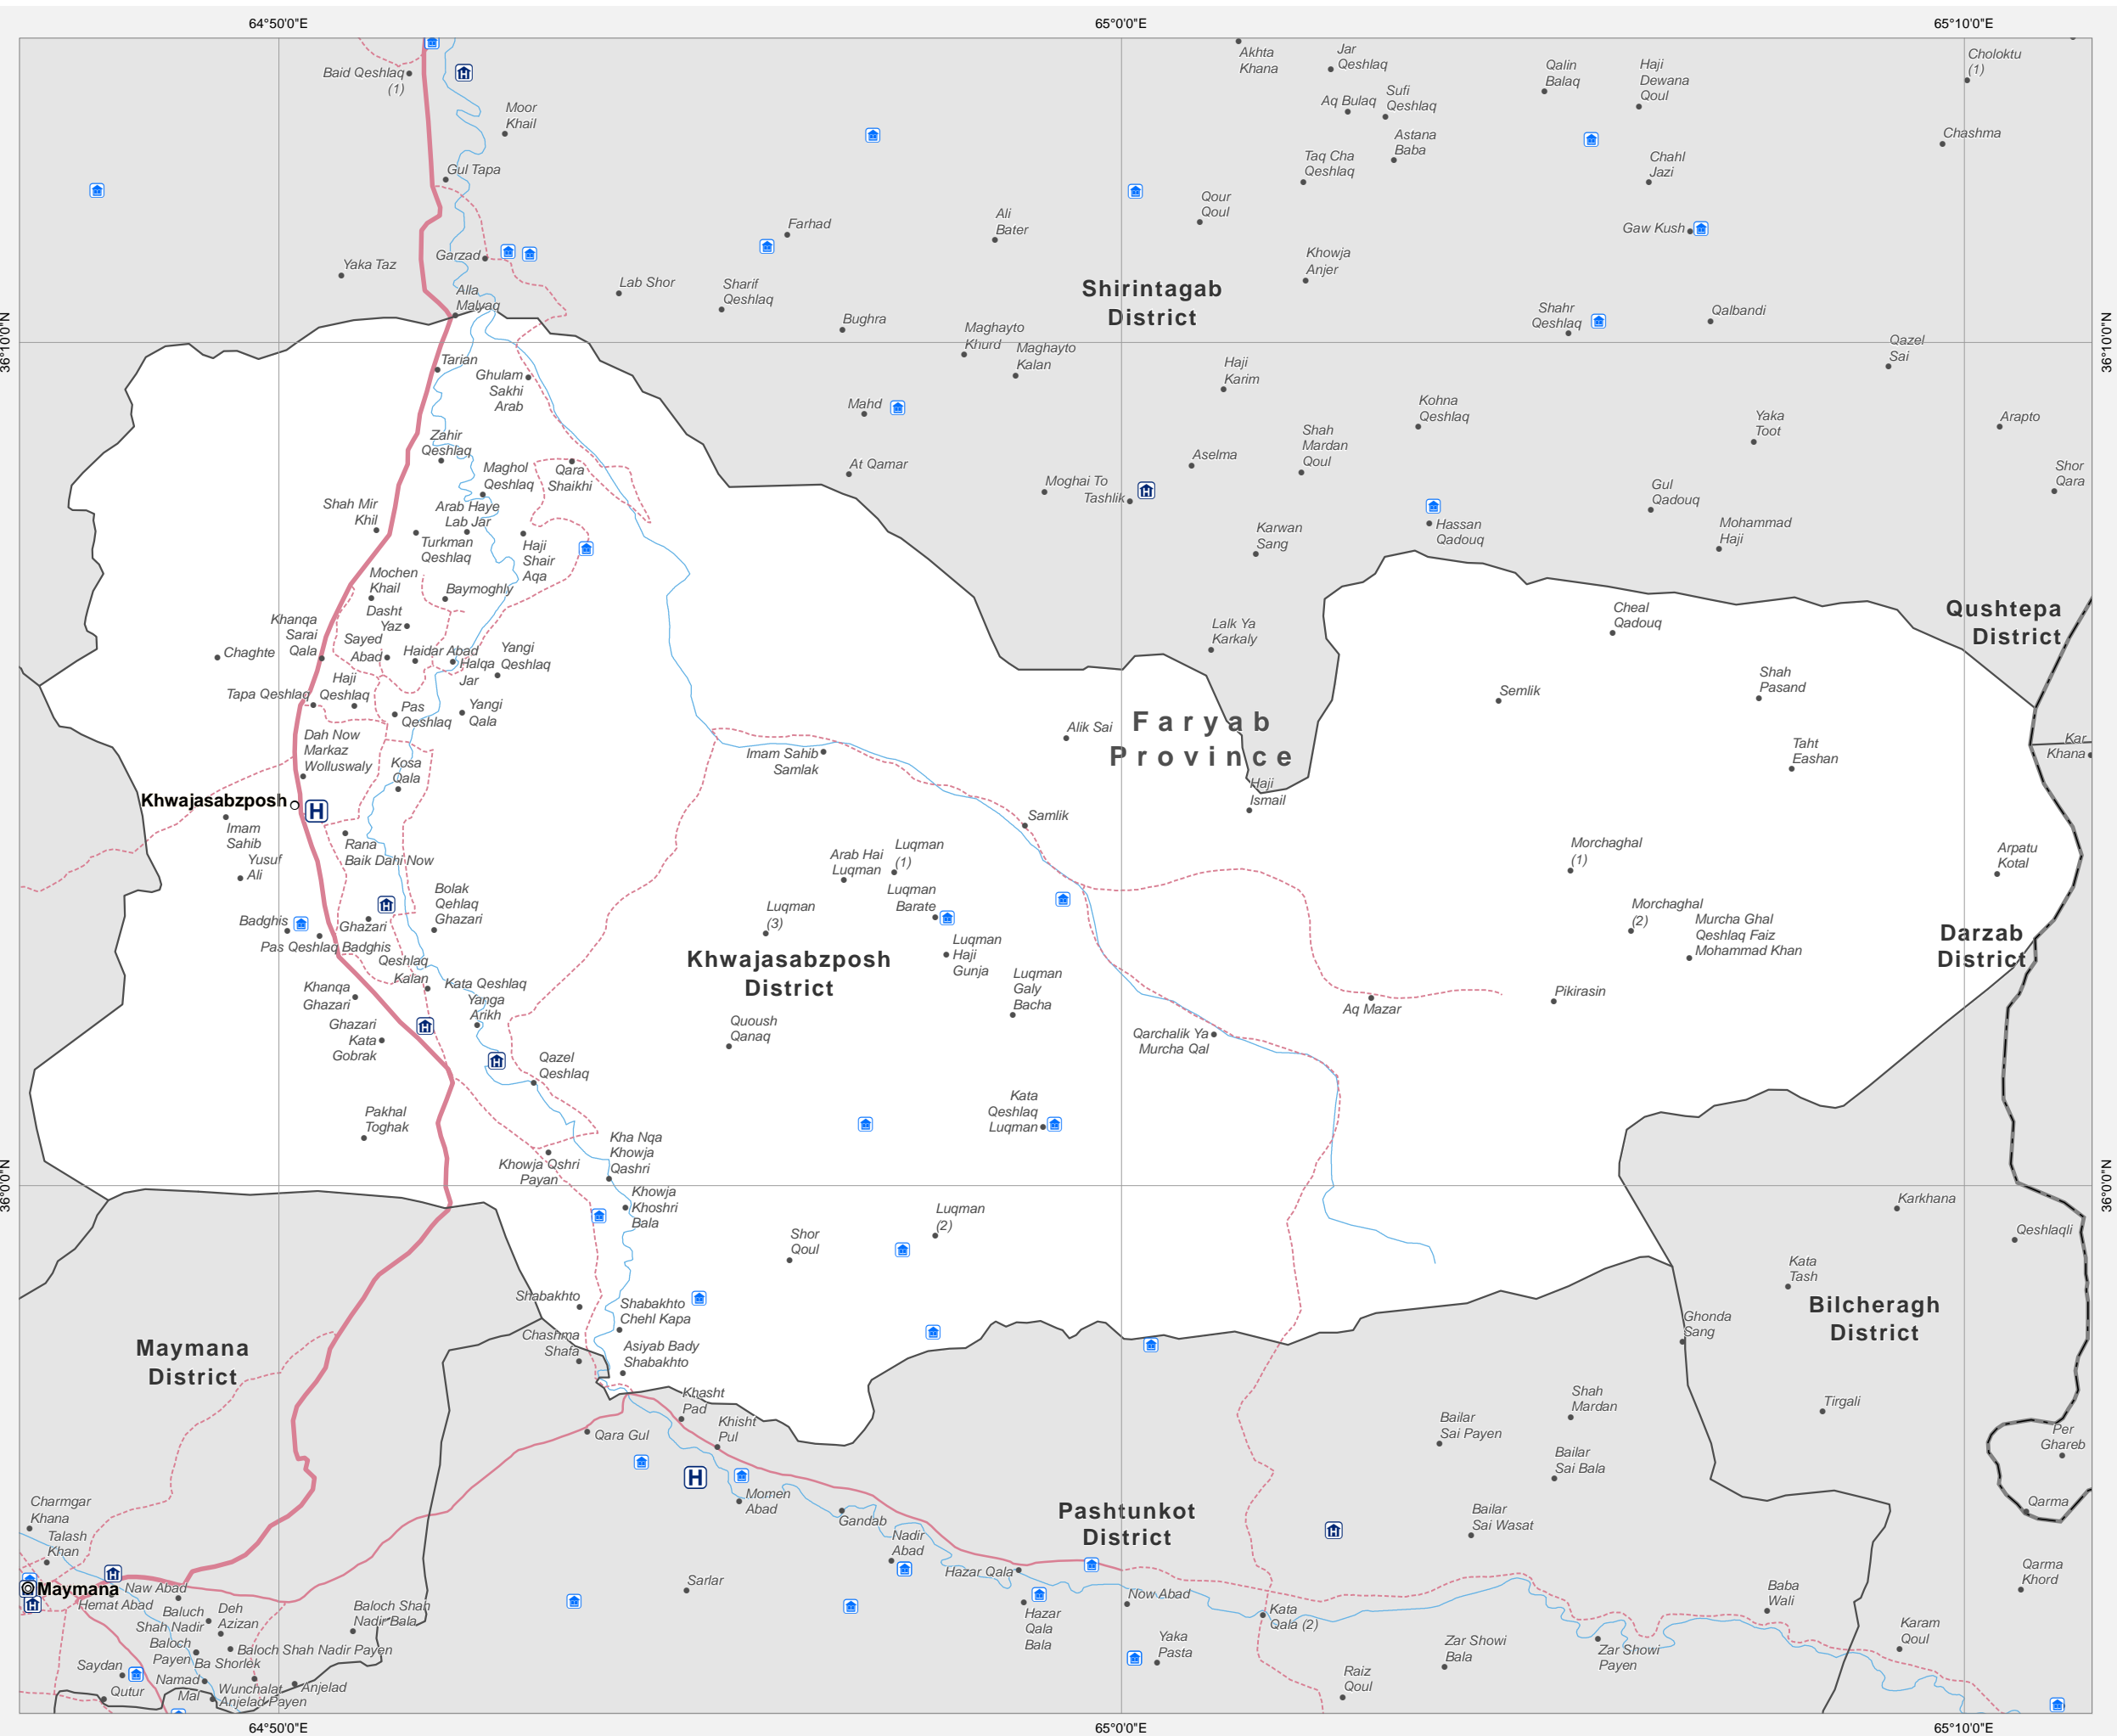 64°50'0"E
65°0'0"E
65°10'0"E
36°10'0"N
36°10'0"N
36°0'0"N
36°0'0"N
64°50'0"E
65°0'0"E
65°10'0"E
Baid Qeshlaq
(1)
Moor
Khail
Gul Tapa
Akhta
Khana
Jar
Qeshlaq
Aq Bulaq
Sufi
Qeshlaq
Astana
Baba
Taq Cha
Qeshlaq
Qalin
Balaq
Haji
Dewana
Qoul
Chahl
Jazi
Choloktu
(1)
Chashma
Qour
Qoul
Gaw Kush
Farhad
Ali
Bater
Garzad
Yaka Taz
Khowja
Anjer
Lab Shor
Sharif
Qeshlaq
Alla
Malyaq
Shirintagab
District
Bughra
Shahr
Qeshlaq
Qalbandi
Maghayto
Khurd
Maghayto
Kalan
Qazel
Sai
Tarian
Ghulam
Sakhi
Arab
Haji
Karim
Mahd
Kohna
Qeshlaq
Yaka
Toot
Arapto
Zahir
Qeshlaq
Shah
Mardan
Qoul
Maghol
Qeshlaq
Qara
Shaikhi
At Qamar
Aselma
Moghai To
Tashlik
Shor
Qara
Gul
Qadouq
Shah Mir
Khil
Arab Haye
Lab Jar
Turkman
Qeshlaq
Haji
Shair
Aqa
Karwan
Sang
Hassan
Qadouq
Mohammad
Haji
Mochen
Khail
Baymoghly
Dasht
Yaz
Khanqa
Sarai
Qala
Sayed
Abad
Haidar Abad
Halqa
Jar
Yangi
Qeshlaq
Chaghte
Lalk Ya
Karkaly
Cheal
Qadouq
Qushtepa
District
Tapa Qeshlaq
Haji
Qeshlaq
Pas
Qeshlaq
Yangi
Qala
Semlik
Shah
Pasand
Dah Now
Markaz
Wolluswaly
Kosa
Qala
Imam Sahib
Samlak
Alik Sai
Faryab
Province
Taht
Eashan
Kar
Khana
Khwajasabzposh
Imam
Sahib
Yusuf
Ali
Haji
Ismail
Samlik
Rana
Baik Dahi Now
Arab Hai
Luqman
Luqman
(1)
Morchaghal
(1)
Arpatu
Kotal
Bolak
Qehlaq
Ghazari
Luqman
Barate
Luqman
(3)
Morchaghal
(2)
Murcha Ghal
Qeshlaq Faiz
Mohammad Khan
Badghis
Ghazari
Pas Qeshlaq Badghis
Qeshlaq
Kalan
Luqman
Haji
Gunja
Darzab
District
Khwajasabzposh
District
Khanqa
Ghazari
Kata Qeshlaq
Yanga
Arikh
Luqman
Galy
Bacha
Pikirasin
Aq Mazar
Ghazari
Kata
Gobrak
Quoush
Qanaq
Qarchalik Ya
Murcha Qal
Qazel
Qeshlaq
Pakhal
Toghak
Kata
Qeshlaq
Luqman
Kha Nqa
Khowja
Qashri
Khowja Qshri
Payan
Khowja
Khoshri
Bala
Luqman
(2)
Shor
Qoul
Karkhana
Qeshlaqli
Kata
Tash
Shabakhto
Shabakhto
Chehl Kapa
Chashma
Shafa
Asiyab Bady
Shabakhto
Bilcheragh
District
Ghonda
Sang
Maymana
District
Khasht
Pad
Khisht
Pul
Qara Gul
Shah
Mardan
Tirgali
Bailar
Sai Payen
Per
Ghareb
Bailar
Sai Bala
Charmgar
Khana
Talash
Khan
Momen
Abad
Gandab
Pashtunkot
District
Bailar
Sai Wasat
Qarma
Nadir
Abad
Hazar Qala
Qarma
Khord
Maymana
Naw Abad
Hemat Abad
Baluch
Shah Nadir
Deh
Azizan
Baloch Shah
Nadir Bala
Sarlar
Hazar
Qala
Bala
Now Abad
Kata
Qala (2)
Baba
Wali
Karam
Qoul
Baloch
Payen
Baloch Shah Nadir Payen
Ba Shorlek
Saydan
Yaka
Pasta
Zar Showi
Bala
Zar Showi
Payen
Namad
Mal
Wunchalat
Anjelad
Qutur
Anjelad Payen
Raiz
Qoul